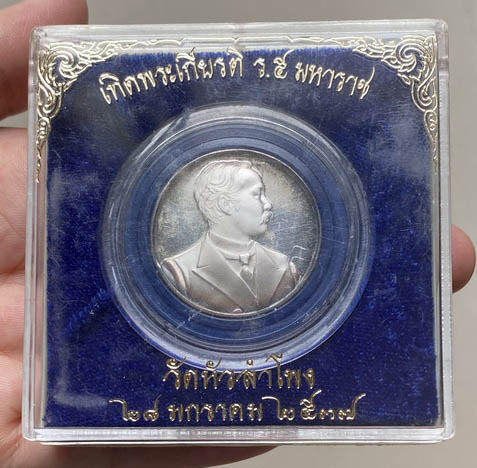 เทิดพระเกียรติ ร.๕ มหาราช
วัดหัวลำโพง
๒๘ มกราคม ๒๕๓๗